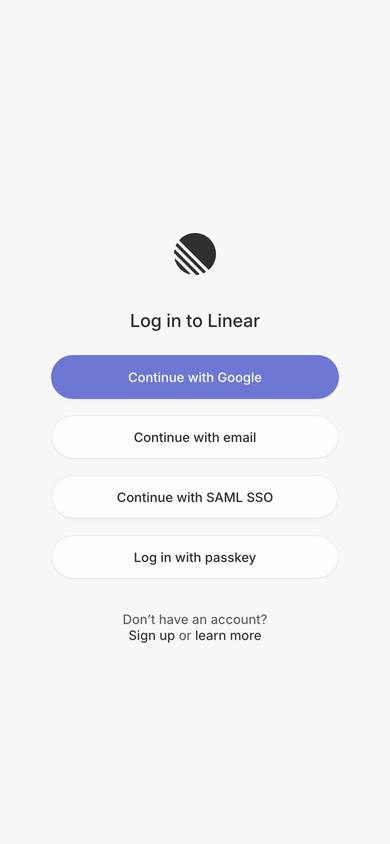 Log in to Linear
Continue with Google
Continue with email
Continue with SAML SSO
Log in with passkey
Don’t have an account?
Sign up or learn more